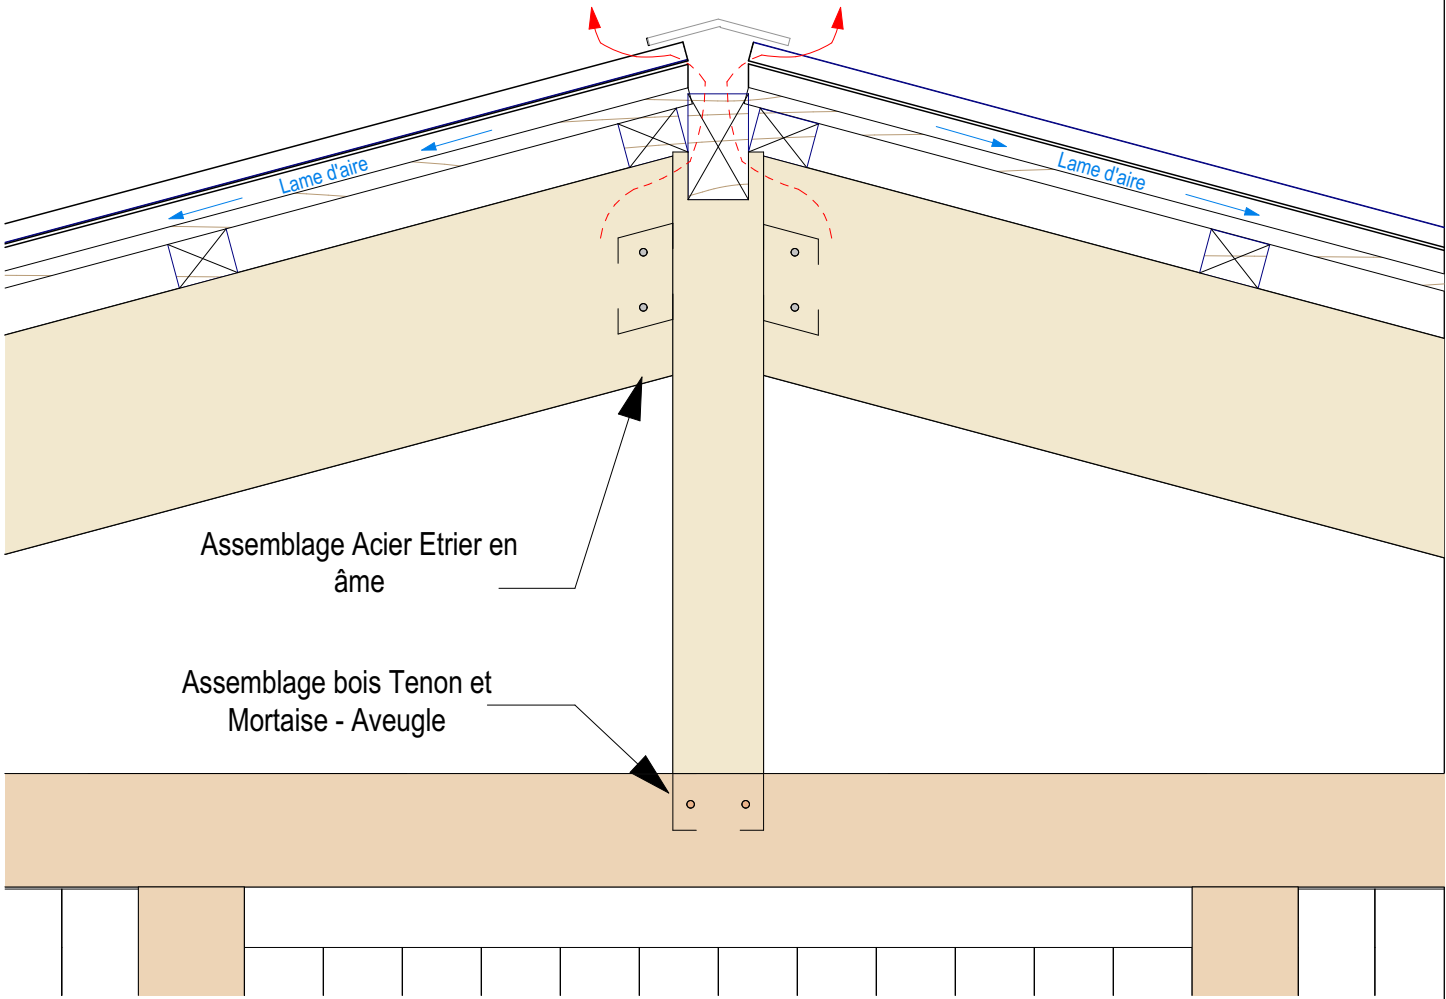 Lame d'aire
Lame d'aire
Assemblage Acier Etrier en
âme
Assemblage bois Tenon et
Mortaise - Aveugle